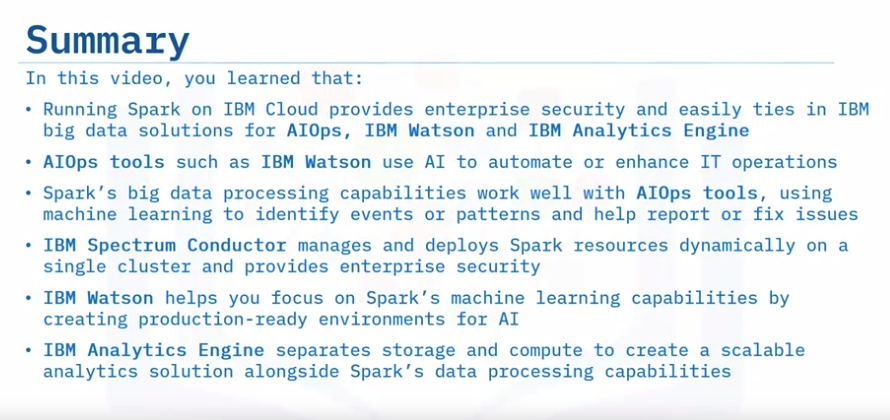 Summary
In this video, you learned that:
• Running Spark on IBM Cloud provides enterprise security and easily ties in IBM
big data solutions for AIOps, IBM Watson and IBM Analytics Engine
• AIOps tools such as IBM Watson use AI to automate or enhance IT operations
• Spark’s big data processing capabilities work well with AIOps tools, using
machine learning to identify events or patterns and help report or fix issues
• IBM Spectrum Conductor manages and deploys Spark resources dynamically on a
single cluster and provides enterprise security
• IBM Watson helps you focus on Spark’s machine learning capabilities by
creating production-ready environments for AI
• IBM Analytics Engine separates storage and compute to create a scalable
analytics solution alongside Spark’s data processing capabilities